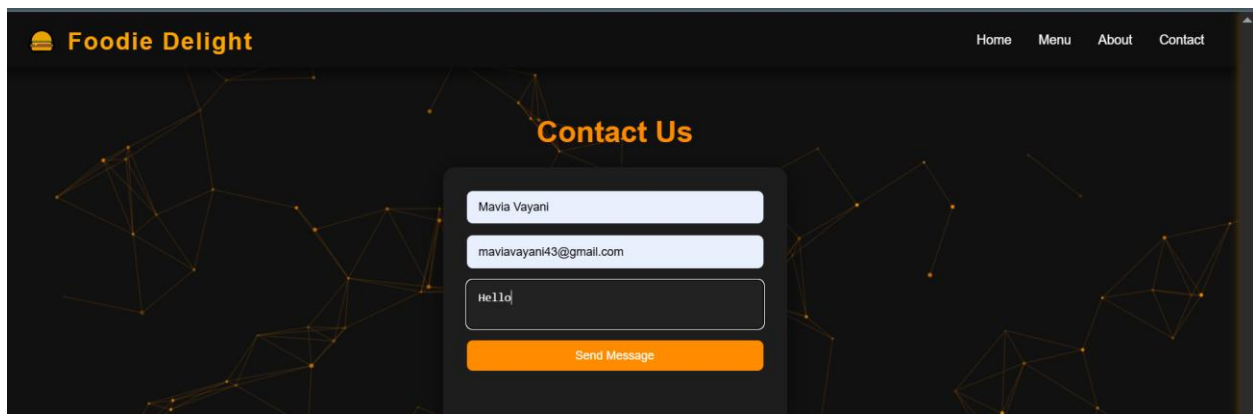 Foodie Delight
Home Menu About Contact
Contact Us
Mavia Vayani
maviavayani43@gmail.com
Hello
Send Message